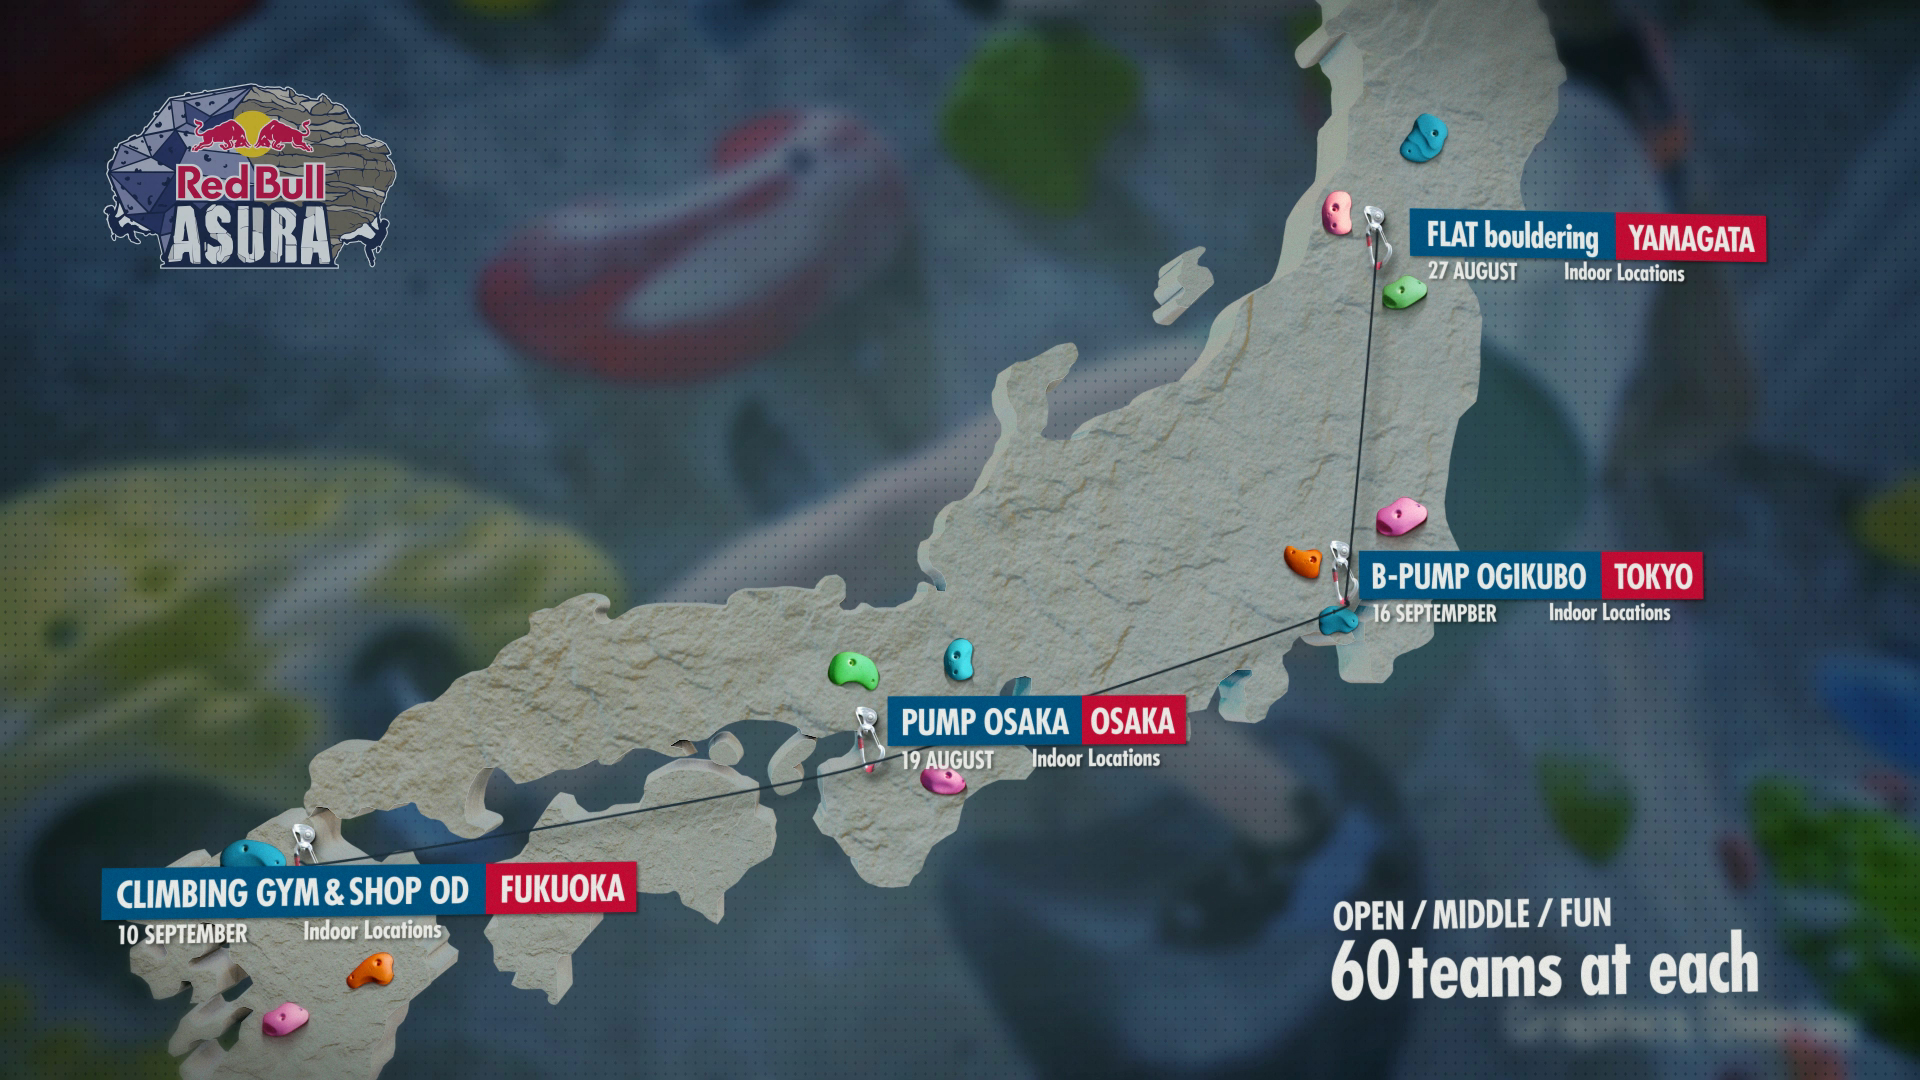 Red Bull
ASURA
FLAT bouldering YAMAGATA
27 AUGUST Indoor Locations
B-PUMP OGIKUBO TOKYO
16 SEPTEMPBER Indoor Locations
PUMP OSAKA OSAKA
19 AUGUST Indoor Locations
CLIMBING GYM & SHOP OD FUKUOKA
10 SEPTEMBER Indoor Locations
OPEN / MIDDLE / FUN
60 teams at each